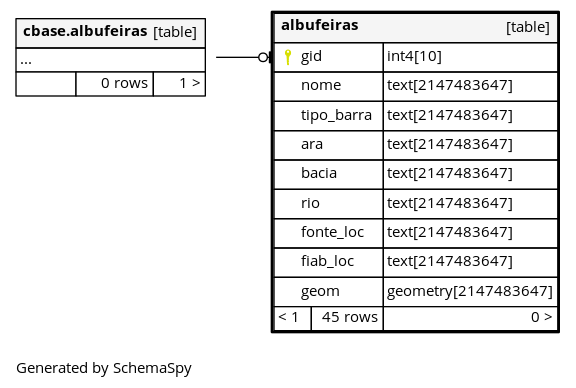 cbase.albufeiras [table]
...
0 rows 1 >
albufeiras [table]
gid int4[10]
nome text[2147483647]
tipo_barra text[2147483647]
ara text[2147483647]
bacia text[2147483647]
rio text[2147483647]
fonte_loc text[2147483647]
fiab_loc text[2147483647]
geom geometry[2147483647]
< 1 45 rows 0 >
Generated by SchemaSpy